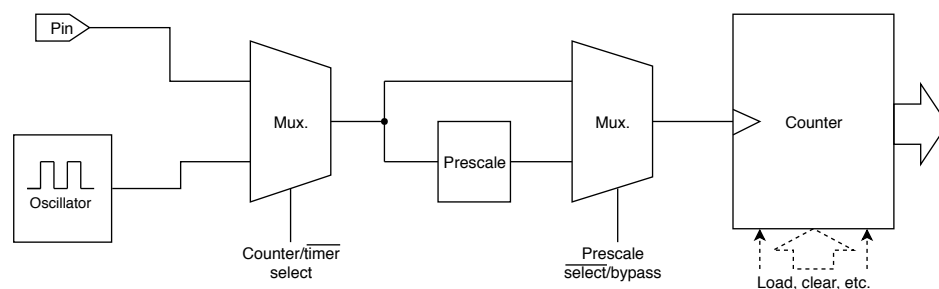 Pin
Oscillator
Mux.
Counter/timer
select
Prescale
Mux.
Prescale
select/bypass
Counter
Load, clear, etc.